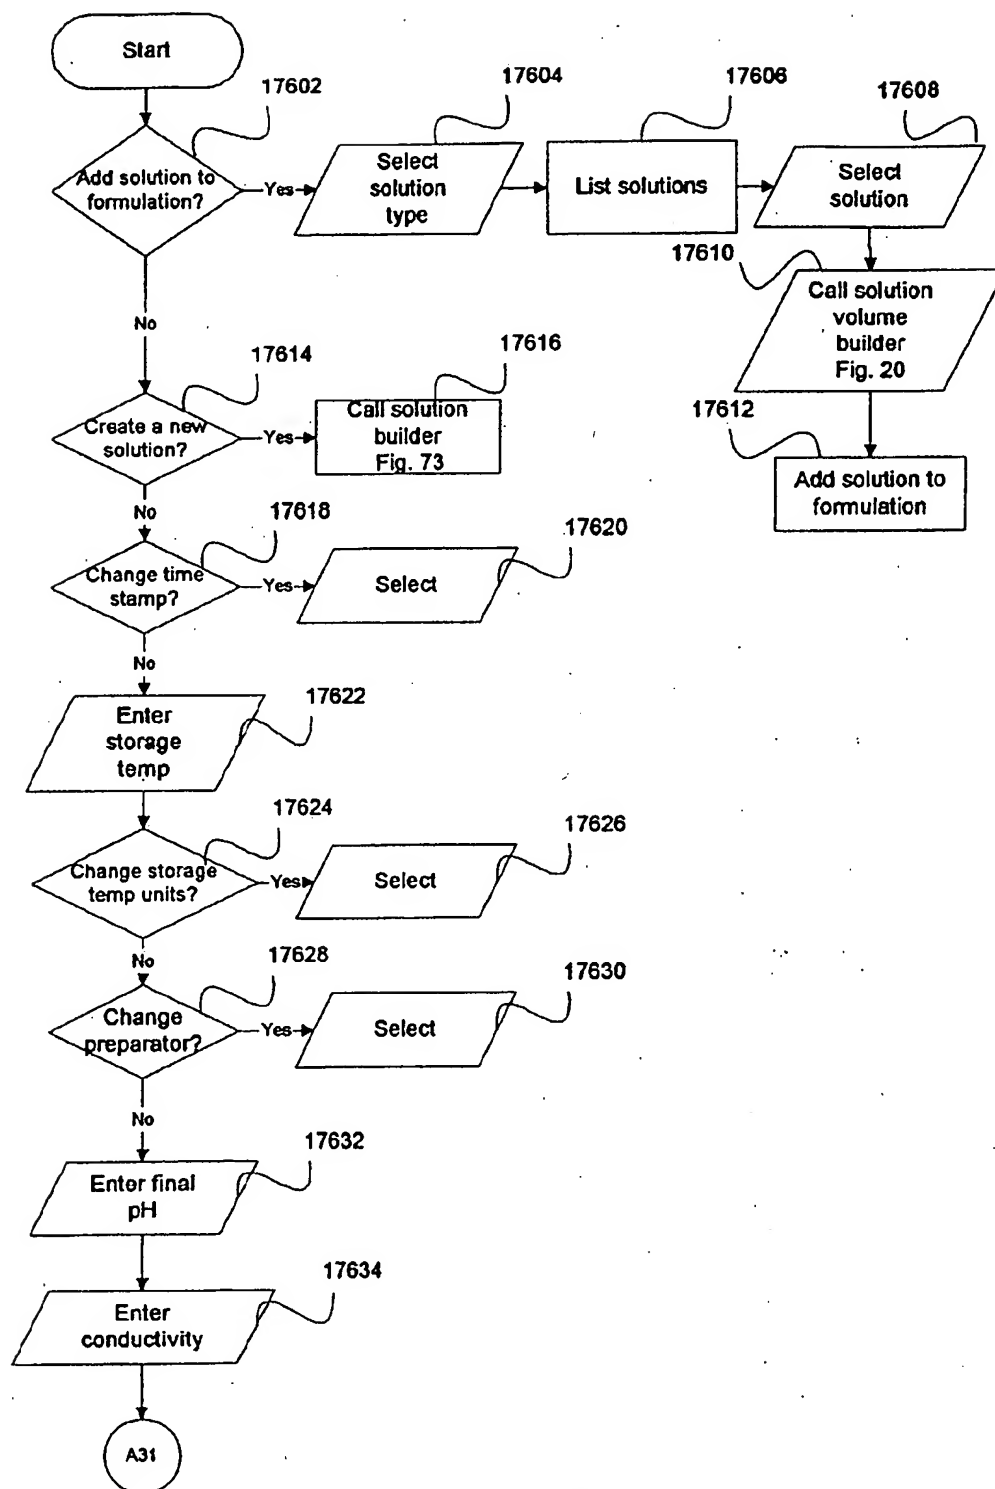 Start
17602
17604
17606
17608
Add solution to
formulation?
Yes
Select
solution
type
List solutions
Select
solution
17610
Call solution
volume
builder
Fig. 20
No
17612
Add solution to
formulation
17614
17616
Create a new
solution?
Yes
Call solution
builder
Fig. 73
No
17618
17620
Change time
stamp?
Yes
Select
No
17622
Enter
storage
temp
17624
17626
Change storage
temp units?
Yes
Select
No
17628
17630
Change
preparator?
Yes
Select
No
17632
Enter final
pH
17634
Enter
conductivity
A31